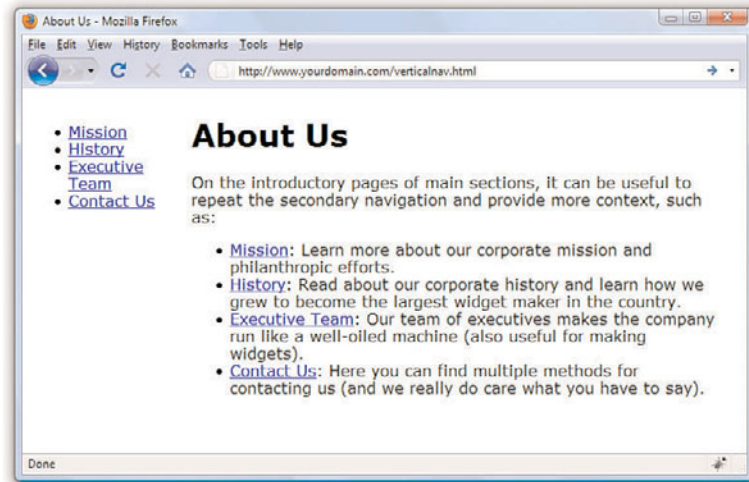 About Us - Mozilla Firefox
File Edit View History Bookmarks Tools Help
http://www.yourdomain.com/verticalnav.html
• Mission
• History
• Executive
Team
• Contact Us
About Us
On the introductory pages of main sections, it can be useful to
repeat the secondary navigation and provide more context, such
as:
• Mission: Learn more about our corporate mission and
philanthropic efforts.
• History: Read about our corporate history and learn how we
grew to become the largest widget maker in the country.
• Executive Team: Our team of executives makes the company
run like a well-oiled machine (also useful for making
widgets).
• Contact Us: Here you can find multiple methods for
contacting us (and we really do care what you have to say).
Done